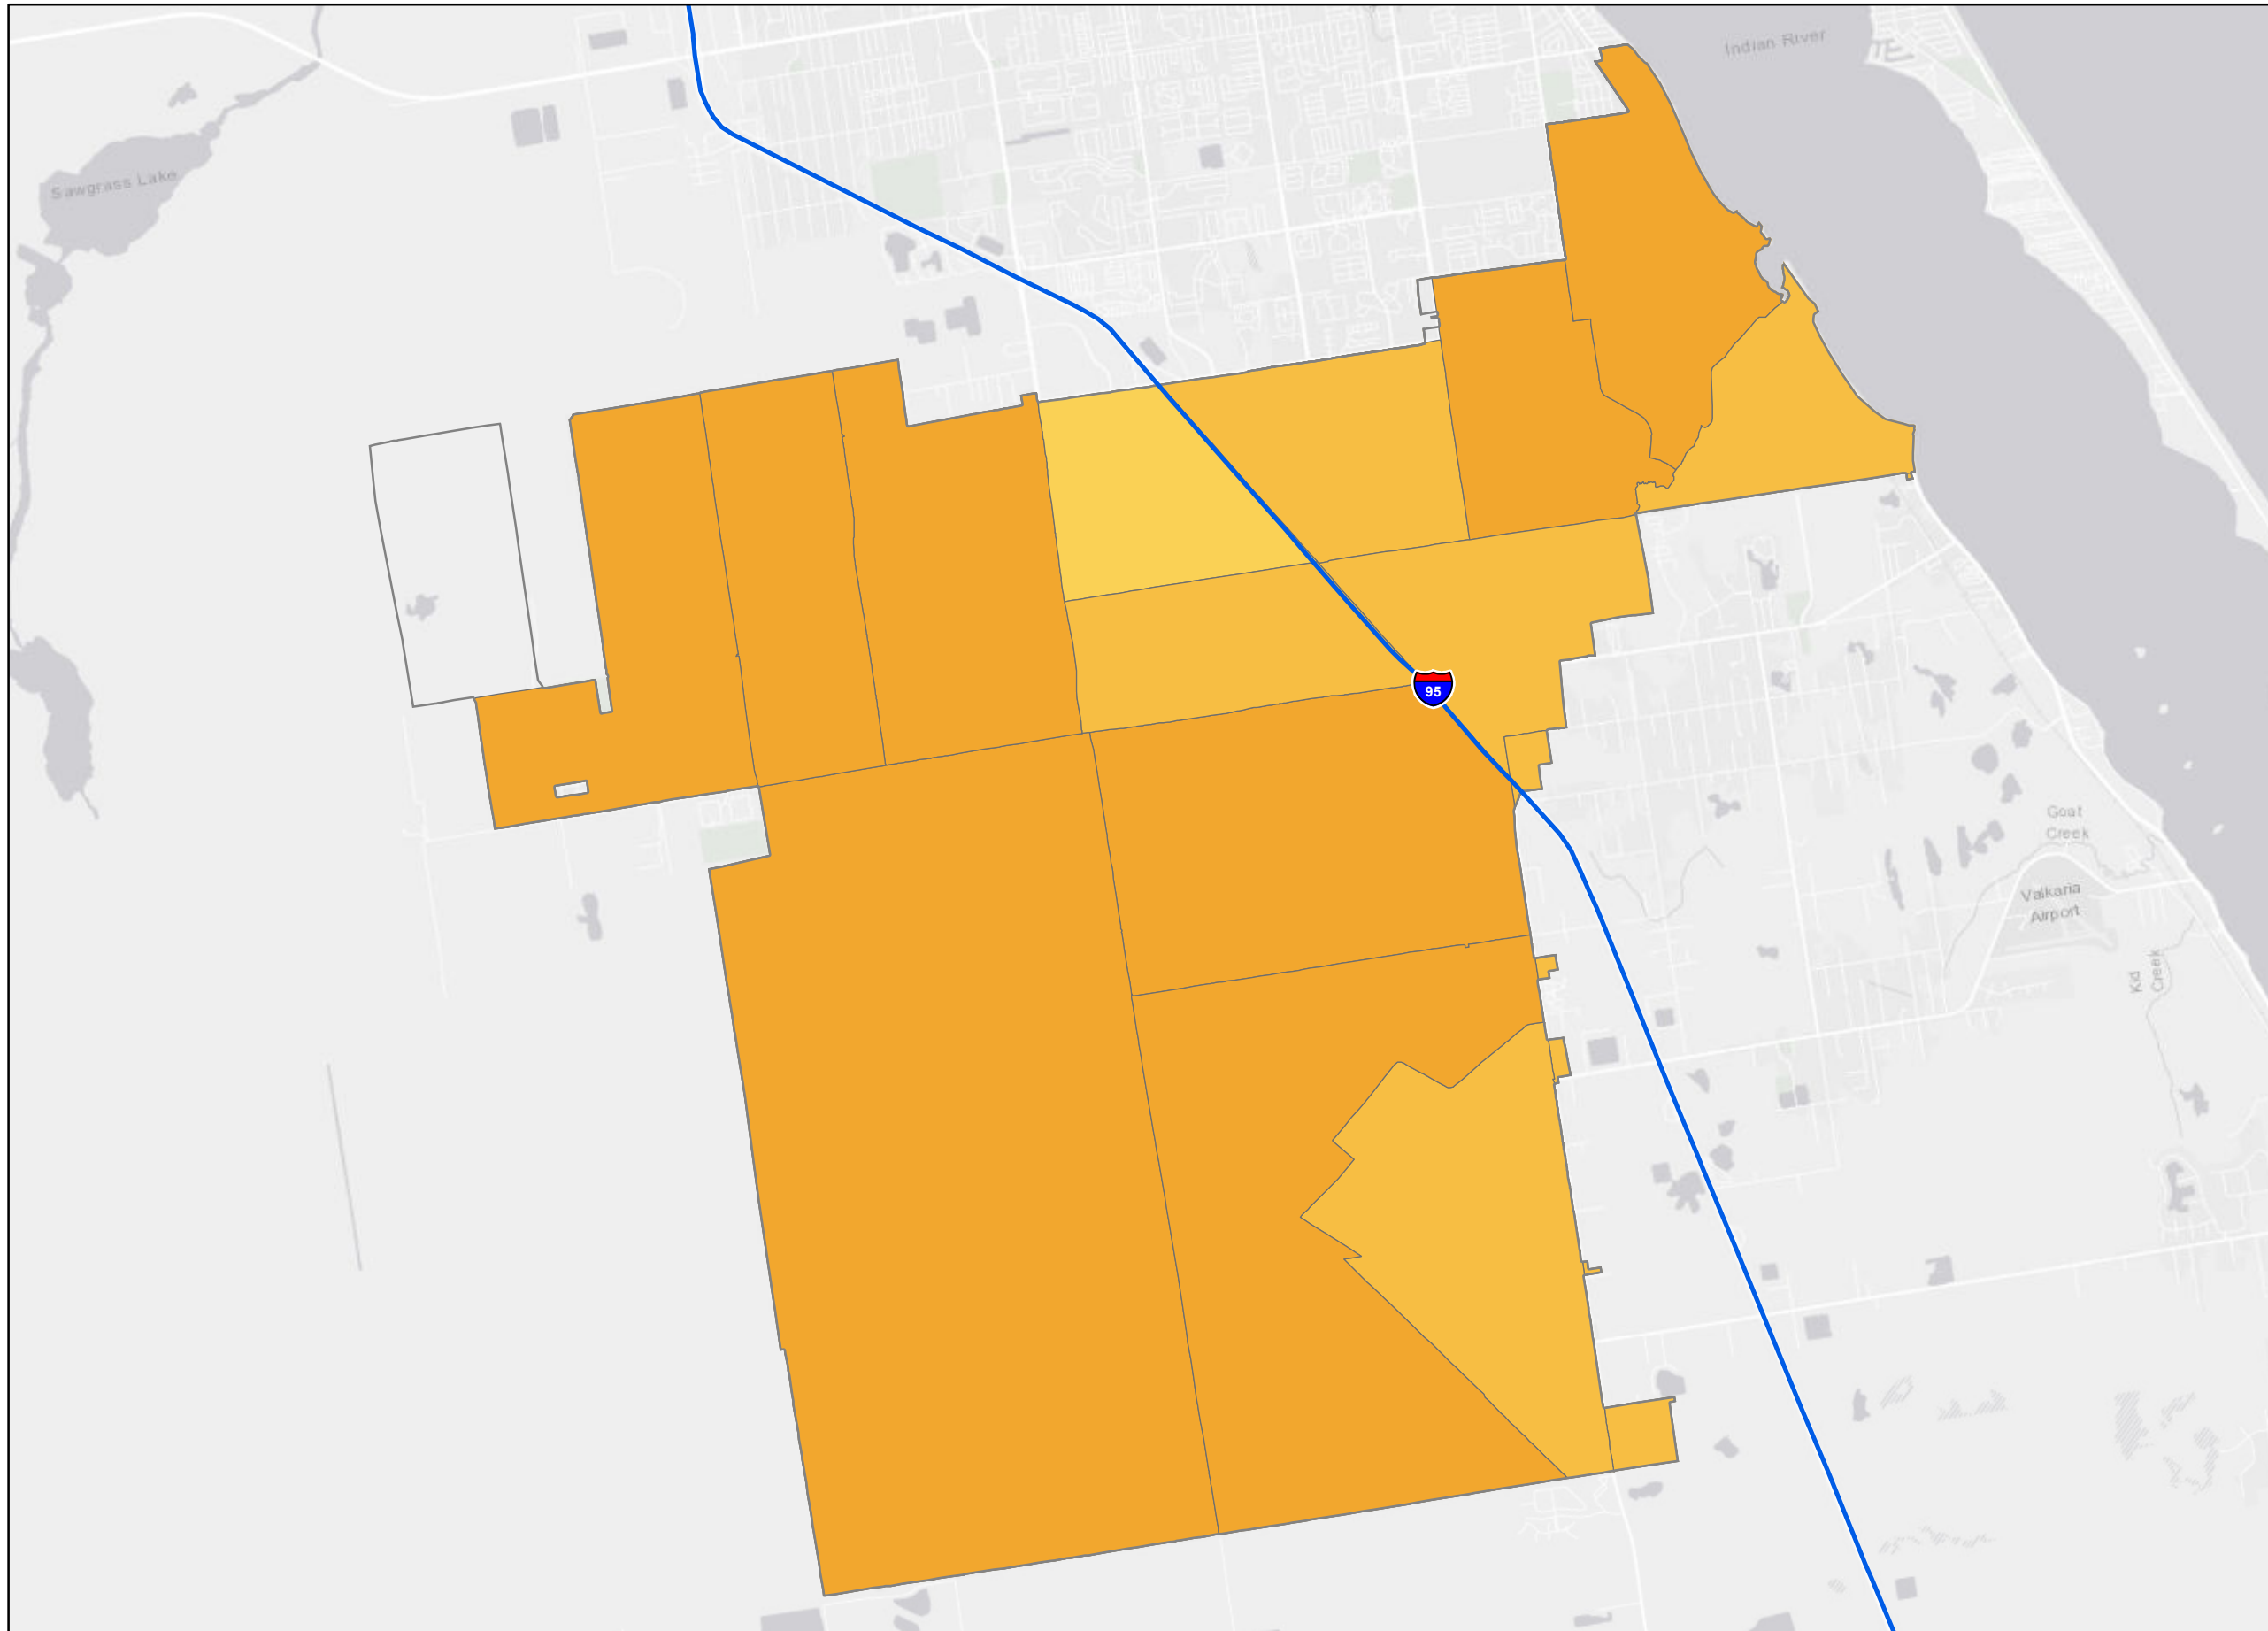 Indian River
Sawgrass Lake
95
Goat
Creek
Valkaria
Airport
Kid
Creek